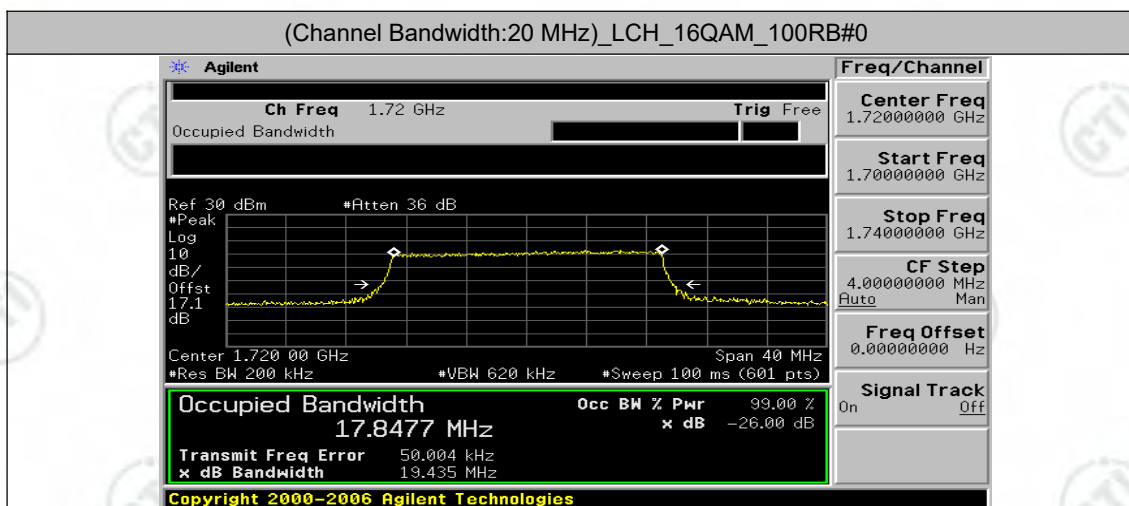 (Channel Bandwidth:20 MHz)_LCH_16QAM_100RB#0
Agilent
Freq/Channel
Ch Freq 1.72 GHz Trig Free
Occupied Bandwidth
Center Freq
1.72000000 GHz
Start Freq
1.70000000 GHz
Stop Freq
1.74000000 GHz
CF Step
4.00000000 MHz
Auto Man
Freq Offset
0.00000000 Hz
Signal Track
On Off
Ref 30 dBm #Atten 36 dB
#Peak
Log
10
dB/
Offst
17.1
dB
Center 1.720 00 GHz Span 40 MHz
#Res BW 200 kHz #VBW 620 kHz #Sweep 100 ms (601 pts)
Occupied Bandwidth Occ BW % Pwr 99.00 %
17.8477 MHz x dB -26.00 dB
Transmit Freq Error 50.004 kHz
x dB Bandwidth 19.435 MHz
Copyright 2000-2006 Agilent Technologies